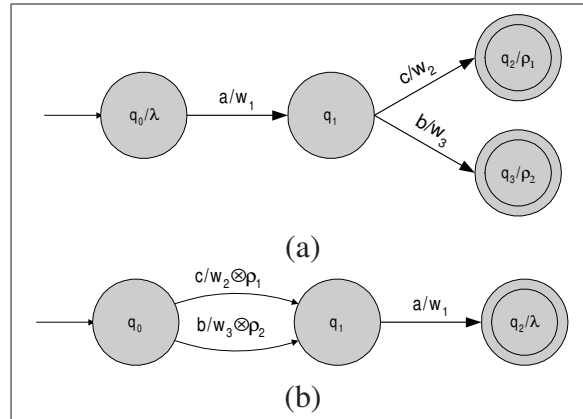 q₀/λ
a/w₁
q₁
c/w₂
b/w₃
q₂/ρ₁
q₃/ρ₂
(a)
q₀
c/w₂⊗ρ₁
b/w₃⊗ρ₂
q₁
a/w₁
q₂/λ
(b)